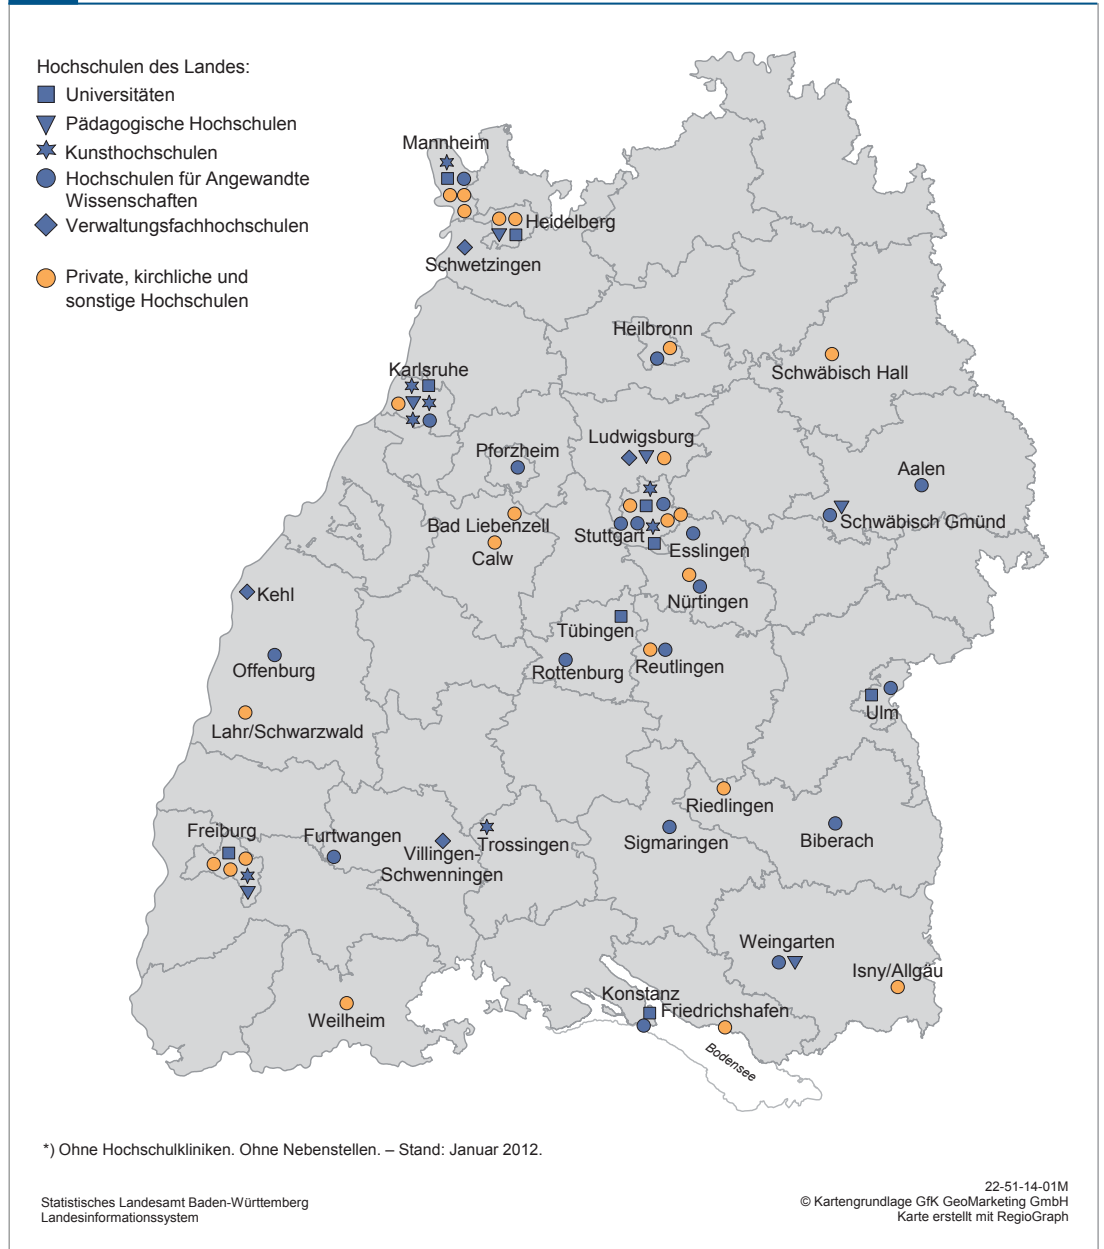 Hochschulen des Landes:
Universitäten
Pädagogische Hochschulen
Kunsthochschulen
Hochschulen für Angewandte
Wissenschaften
Verwaltungsfachhochschulen
Private, kirchliche und
sonstige Hochschulen
Mannheim
Heidelberg
Schwetzingen
Heilbronn
Schwäbisch Hall
Karlsruhe
Ludwigsburg
Pforzheim
Aalen
Schwäbisch Gmünd
Bad Liebenzell
Stuttgart
Esslingen
Calw
Kehl
Nürtingen
Tübingen
Offenburg
Rottenburg
Reutlingen
Ulm
Lahr/Schwarzwald
Riedlingen
Freiburg
Furtwangen
Trossingen
Sigmaringen
Biberach
Villingen-
Schwenningen
Weingarten
Isny/Allgäu
Konstanz
Friedrichshafen
Weilheim
Bodensee
*) Ohne Hochschulkliniken. Ohne Nebenstellen. – Stand: Januar 2012.
Statistisches Landesamt Baden-Württemberg
Landesinformationssystem
22-51-14-01M
© Kartengrundlage GfK GeoMarketing GmbH
Karte erstellt mit RegioGraph